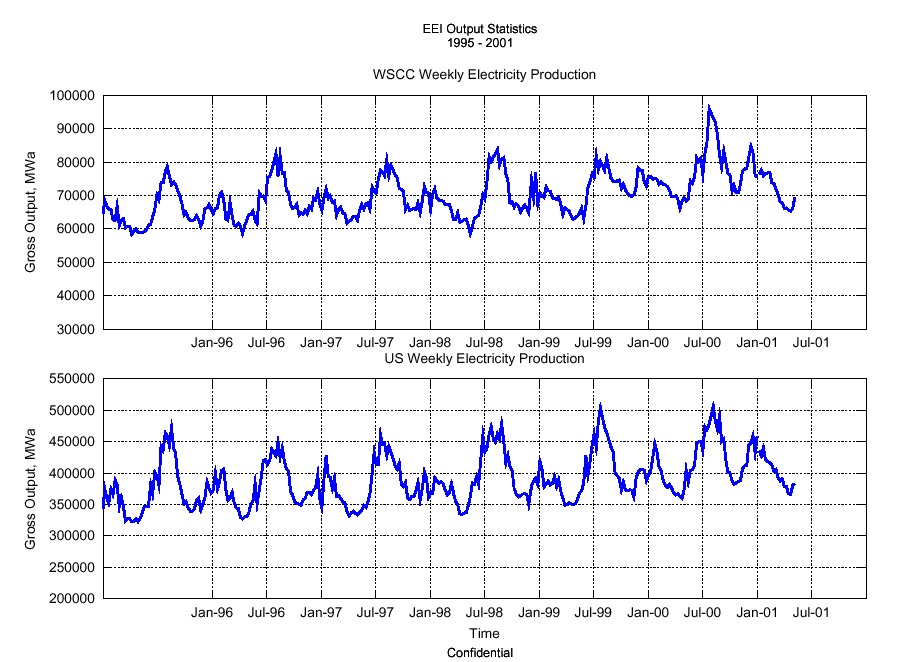 EEI Output Statistics
1995 - 2001
WSCC Weekly Electricity Production
100000
90000
80000
70000
60000
50000
40000
30000
Gross Output, MWa
Jan-96 Jul-96 Jan-97 Jul-97 Jan-98 Jul-98 Jan-99 Jul-99 Jan-00 Jul-00 Jan-01 Jul-01
US Weekly Electricity Production
550000
500000
450000
400000
350000
300000
250000
200000
Gross Output, MWa
Jan-96 Jul-96 Jan-97 Jul-97 Jan-98 Jul-98 Jan-99 Jul-99 Jan-00 Jul-00 Jan-01 Jul-01
Time
Confidential